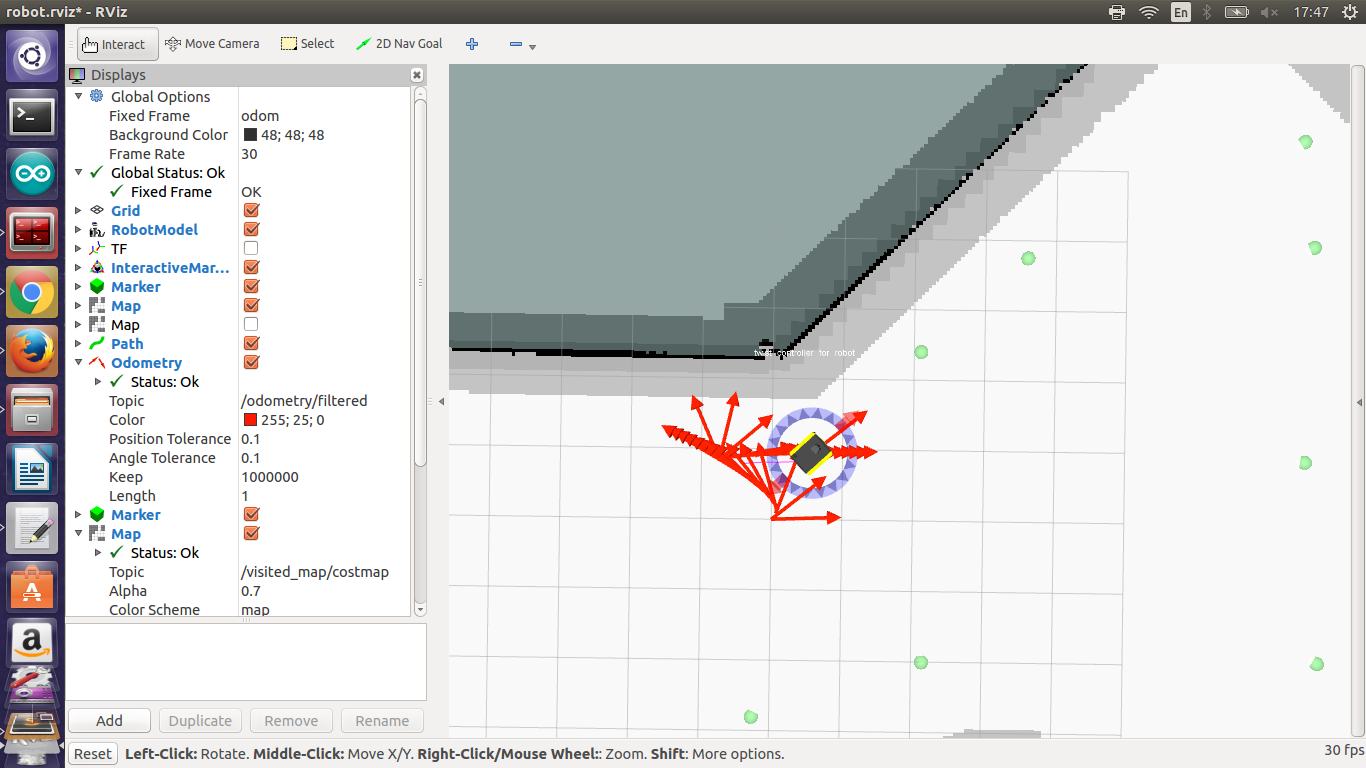 robot.rviz* - RViz
En
17:47
Interact
Move Camera
Select
2D Nav Goal
Displays
Global Options
Fixed Frame odom
Background Color 48; 48; 48
Frame Rate 30
Global Status: Ok
Fixed Frame OK
Grid
RobotModel
TF
InteractiveMar...
Marker
Map
Map
Path
Odometry
Status: Ok
Topic /odometry/filtered
Color 255; 25; 0
Position Tolerance 0.1
Angle Tolerance 0.1
Keep 1000000
Length 1
Marker
Map
Status: Ok
Topic /visited_map/costmap
Alpha 0.7
Color Scheme map
twist controller for robot
Add
Duplicate
Remove
Rename
Reset
Left-Click: Rotate. Middle-Click: Move X/Y. Right-Click/Mouse Wheel:: Zoom. Shift: More options.
30 fps